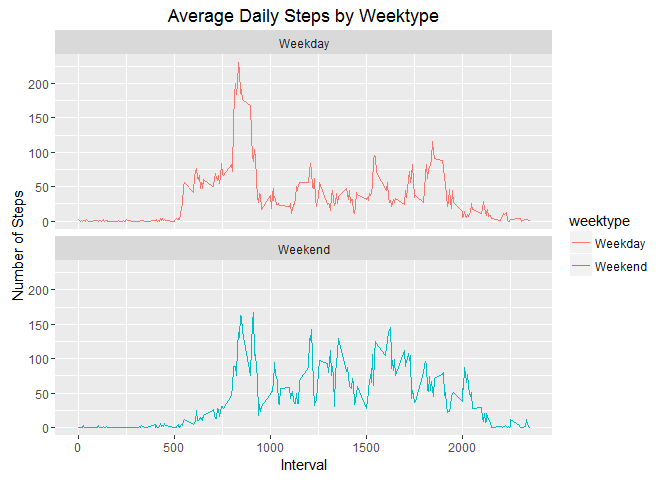 Average Daily Steps by Weektype
Weekday
200
150
100
50
0
Weekend
200
150
100
50
0
Number of Steps
0 500 1000 1500 2000
Interval
weektype
Weekday
Weekend